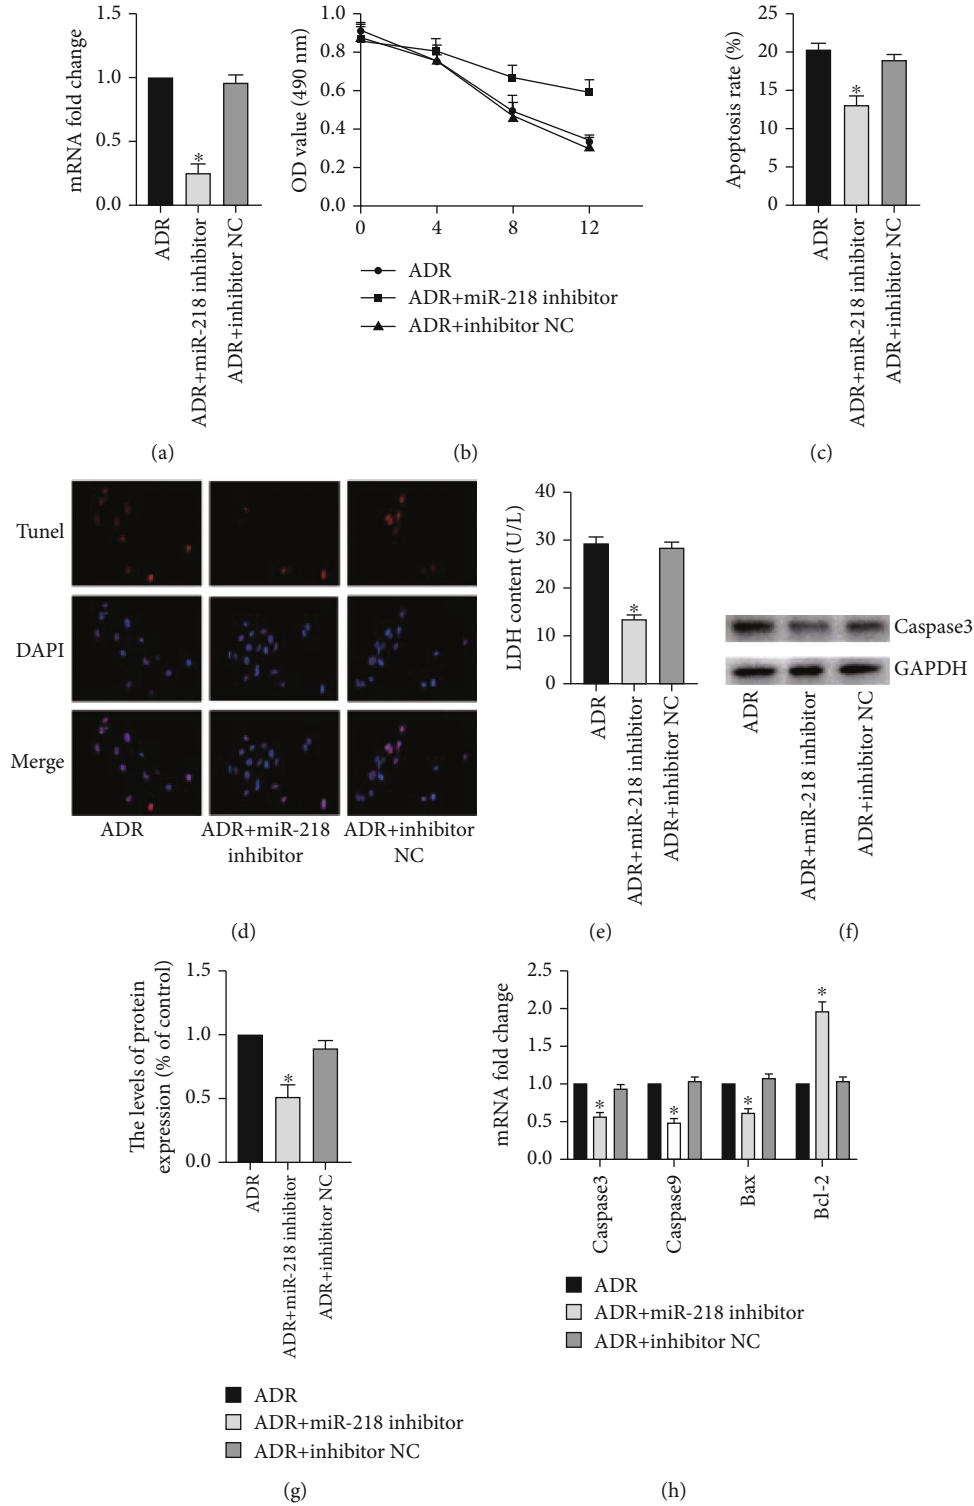 mRNA fold change
1.5
1.0
0.5
0.0
*
ADR
ADR+miR-218 inhibitor
ADR+inhibitor NC
(a)
OD value (490 nm)
1.0
0.8
0.6
0.4
0.2
0.0
0 4 8 12
ADR
ADR+miR-218 inhibitor
ADR+inhibitor NC
(b)
Apoptosis rate (%)
25
20
15
10
5
0
*
ADR
ADR+miR-218 inhibitor
ADR+inhibitor NC
(c)
Tunel
DAPI
Merge
ADR
ADR+miR-218
inhibitor
ADR+inhibitor
NC
(d)
LDH content (U/L)
40
30
20
10
0
*
ADR
ADR+miR-218 inhibitor
ADR+inhibitor NC
(e)
Caspase3
GAPDH
ADR
ADR+miR-218 inhibitor
ADR+inhibitor NC
(f)
The levels of protein
expression (% of control)
1.5
1.0
0.5
0.0
*
ADR
ADR+miR-218 inhibitor
ADR+inhibitor NC
ADR
ADR+miR-218 inhibitor
ADR+inhibitor NC
(g)
mRNA fold change
2.5
2.0
1.5
1.0
0.5
0.0
* * * *
Caspase3
Caspase9
Bax
Bcl-2
ADR
ADR+miR-218 inhibitor
ADR+inhibitor NC
(h)